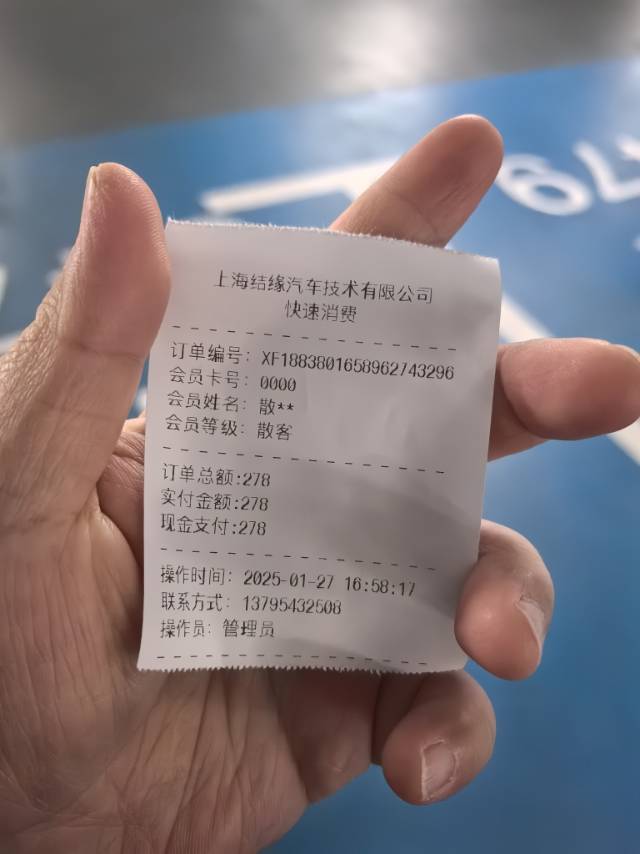 上海结缘汽车技术有限公司
快速消费
订单编号: XF1883801658962743296
会员卡号: 0000
会员姓名: 散**
会员等级: 散客
订单总额:278
实付金额:278
现金支付:278
操作时间: 2025-01-27 16:58:17
联系方式: 13795432508
操作员: 管理员